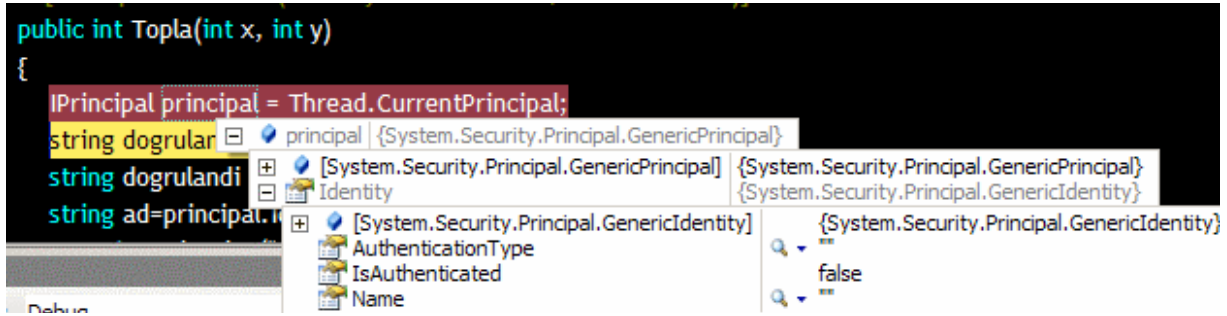 public int Topla(int x, int y)
{
IPrincipal principal = Thread.CurrentPrincipal;
string dogrular
principal {System.Security.Principal.GenericPrincipal}
[System.Security.Principal.GenericPrincipal] {System.Security.Principal.GenericPrincipal}
string dogrulandi
Identity {System.Security.Principal.GenericIdentity}
string ad=principal.
[System.Security.Principal.GenericIdentity] {System.Security.Principal.GenericIdentity}
AuthenticationType ""
IsAuthenticated false
Name ""
Debug